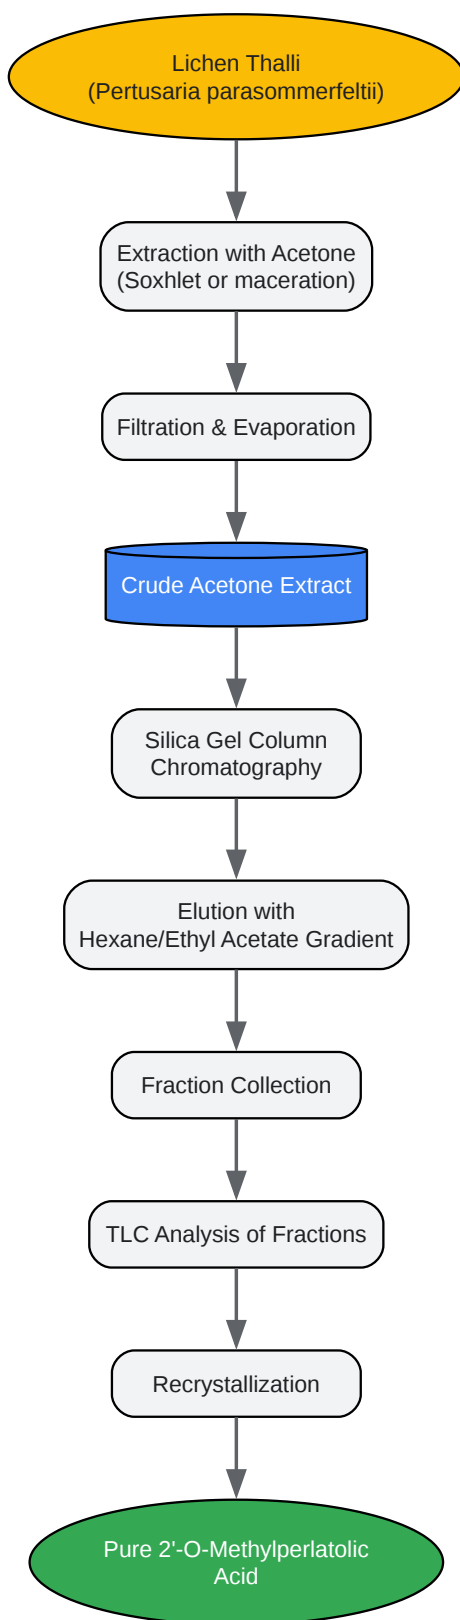 Lichen Thalli
(Pertusaria parasommerfeltii)
Extraction with Acetone
(Soxhlet or maceration)
Filtration & Evaporation
Crude Acetone Extract
Silica Gel Column
Chromatography
Elution with
Hexane/Ethyl Acetate Gradient
Fraction Collection
TLC Analysis of Fractions
Recrystallization
Pure 2'-O-Methylperlatolic
Acid